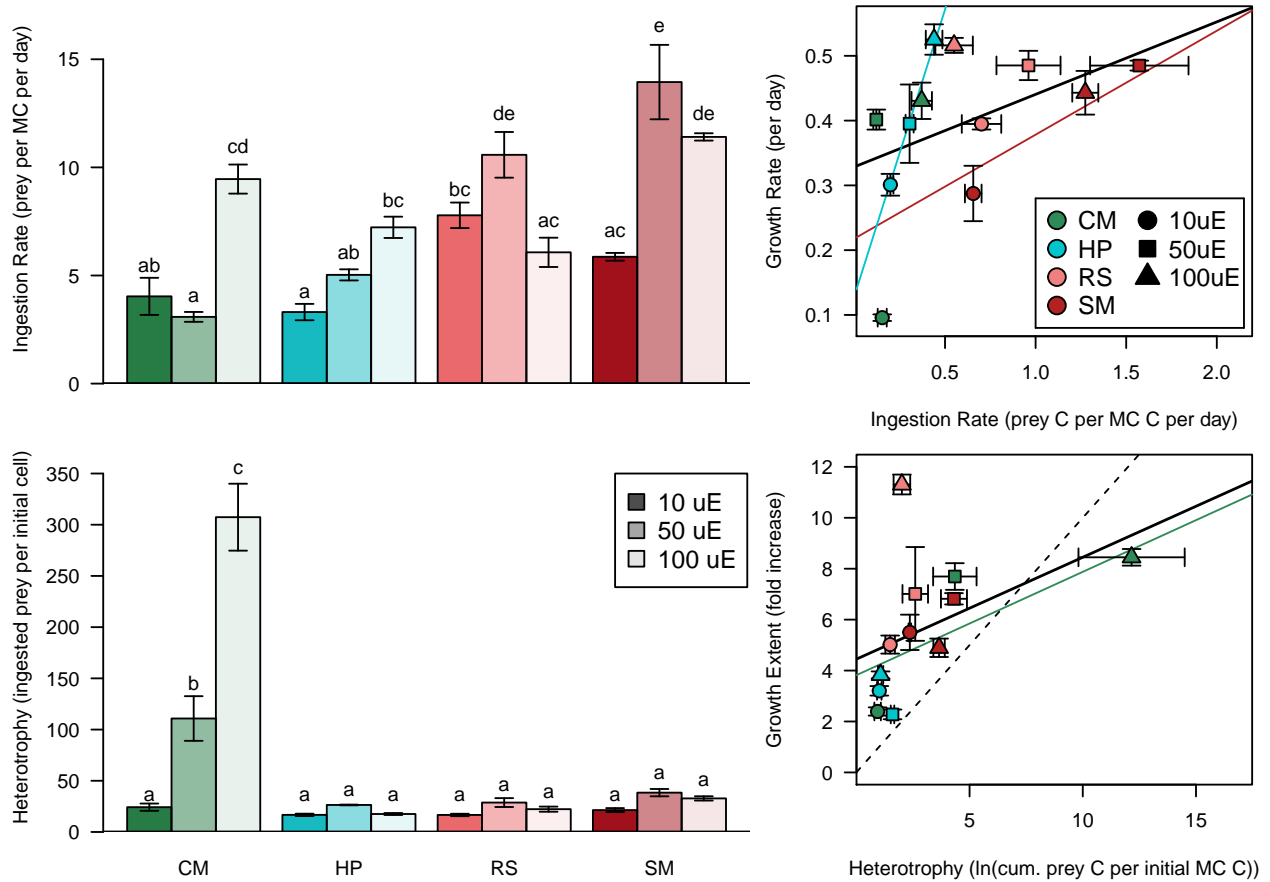 Ingestion Rate (prey per MC per day)
15
10
5
0
ab
a
cd
a
ab
bc
bc
de
ac
ac
e
de
Growth Rate (per day)
0.5
0.4
0.3
0.2
0.1
CM
HP
RS
SM
10uE
50uE
100uE
0.5 1.0 1.5 2.0
Ingestion Rate (prey C per MC C per day)
Heterotrophy (ingested prey per initial cell)
350
300
250
200
150
100
50
0
a
b
c
a
a
a
a
a
a
a
a
a
10 uE
50 uE
100 uE
CM HP RS SM
Growth Extent (fold increase)
12
10
8
6
4
2
0
5 10 15
Heterotrophy (ln(cum. prey C per initial MC C))